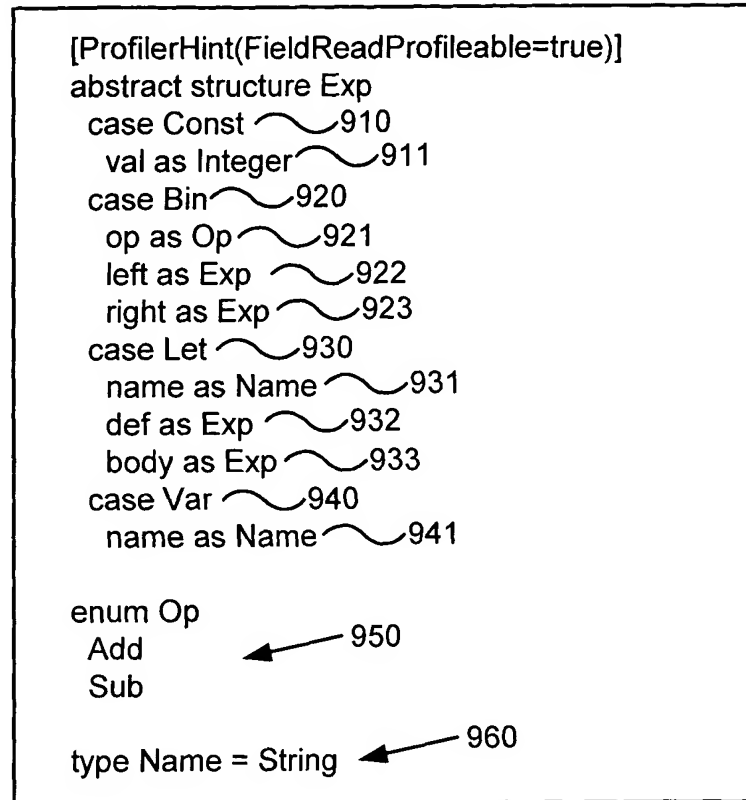 [ProfilerHint(FieldReadProfileable=true)]
abstract structure Exp
case Const 910
val as Integer 911
case Bin 920
op as Op 921
left as Exp 922
right as Exp 923
case Let 930
name as Name 931
def as Exp 932
body as Exp 933
case Var 940
name as Name 941
enum Op
Add 950
Sub
type Name = String 960